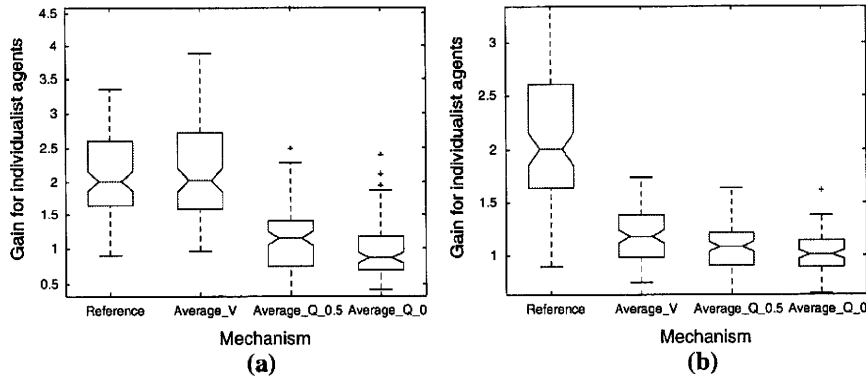 Gain for individualist agents
4.5
4
3.5
3
2.5
2
1.5
1
0.5
Reference Average_V Average_Q_0.5 Average_Q_0
Mechanism
(a)
Gain for individualist agents
3
2.5
2
1.5
1
Reference Average_V Average_Q_0.5 Average_Q_0
Mechanism
(b)